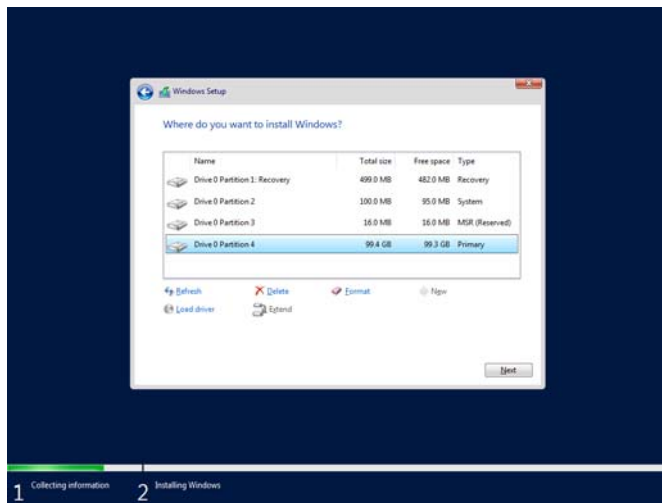 Windows Setup
Where do you want to install Windows?
Name Total size Free space Type
Drive 0 Partition 1: Recovery 499.0 MB 482.0 MB Recovery
Drive 0 Partition 2 100.0 MB 95.0 MB System
Drive 0 Partition 3 16.0 MB 16.0 MB MSR (Reserved)
Drive 0 Partition 4 99.4 GB 99.3 GB Primary
Refresh Delete Format New
Load driver Extend
Next
1 Collecting information 2 Installing Windows